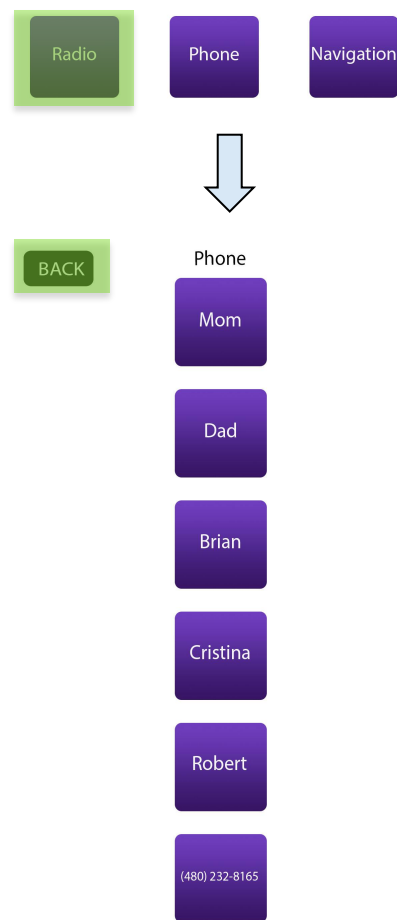 Radio
Phone
Navigation
BACK
Phone
Mom
Dad
Brian
Cristina
Robert
(480) 232-8165